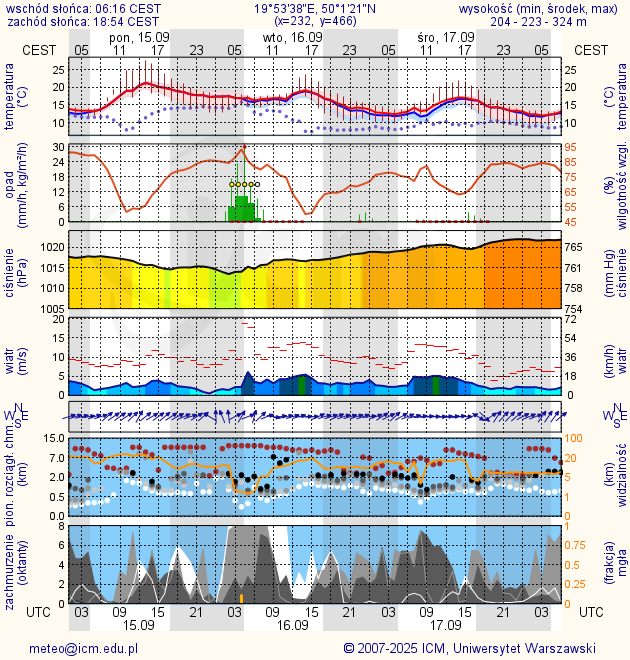 wschód słońca: 06:16 CEST 19°53'38"E, 50°1'21"N wysokość (min, środek, max)
zachód słońca: 18:54 CEST (x=232, y=466) 204 - 223 - 324 m
pon, 15.09 wto, 16.09 śro, 17.09
CEST 05 11 17 23 05 11 17 23 05 11 17 23 05 CEST
temperatura (°C)
25 20 15 10
25 20 15 10
temperatura (°C)
opad (mm/h, kg/m²/h)
30 24 18 12 6 0
95 85 75 65 55 45
(%) wilgotność wzgl.
ciśnienie (hPa)
1020 1015 1010 1005
765 761 758 754
(mm Hg) ciśnienie
wiatr (m/s)
20 15 10 5 0
72 54 36 18 0
(km/h) wiatr
N W E S
N W E S
pion. rozciągł. chm. (km)
15.0 7.0 2.0 0.5 0.0
100 20 5 1 0
(km) widzialność
zachmurzenie (oktanty)
8 6 4 2 0
1 0.75 0.5 0.25 0
(frakcja) mgła
UTC 03 09 15 21 03 09 15 21 03 09 15 21 03 UTC
15.09 16.09 17.09
meteo@icm.edu.pl © 2007-2025 ICM, Uniwersytet Warszawski